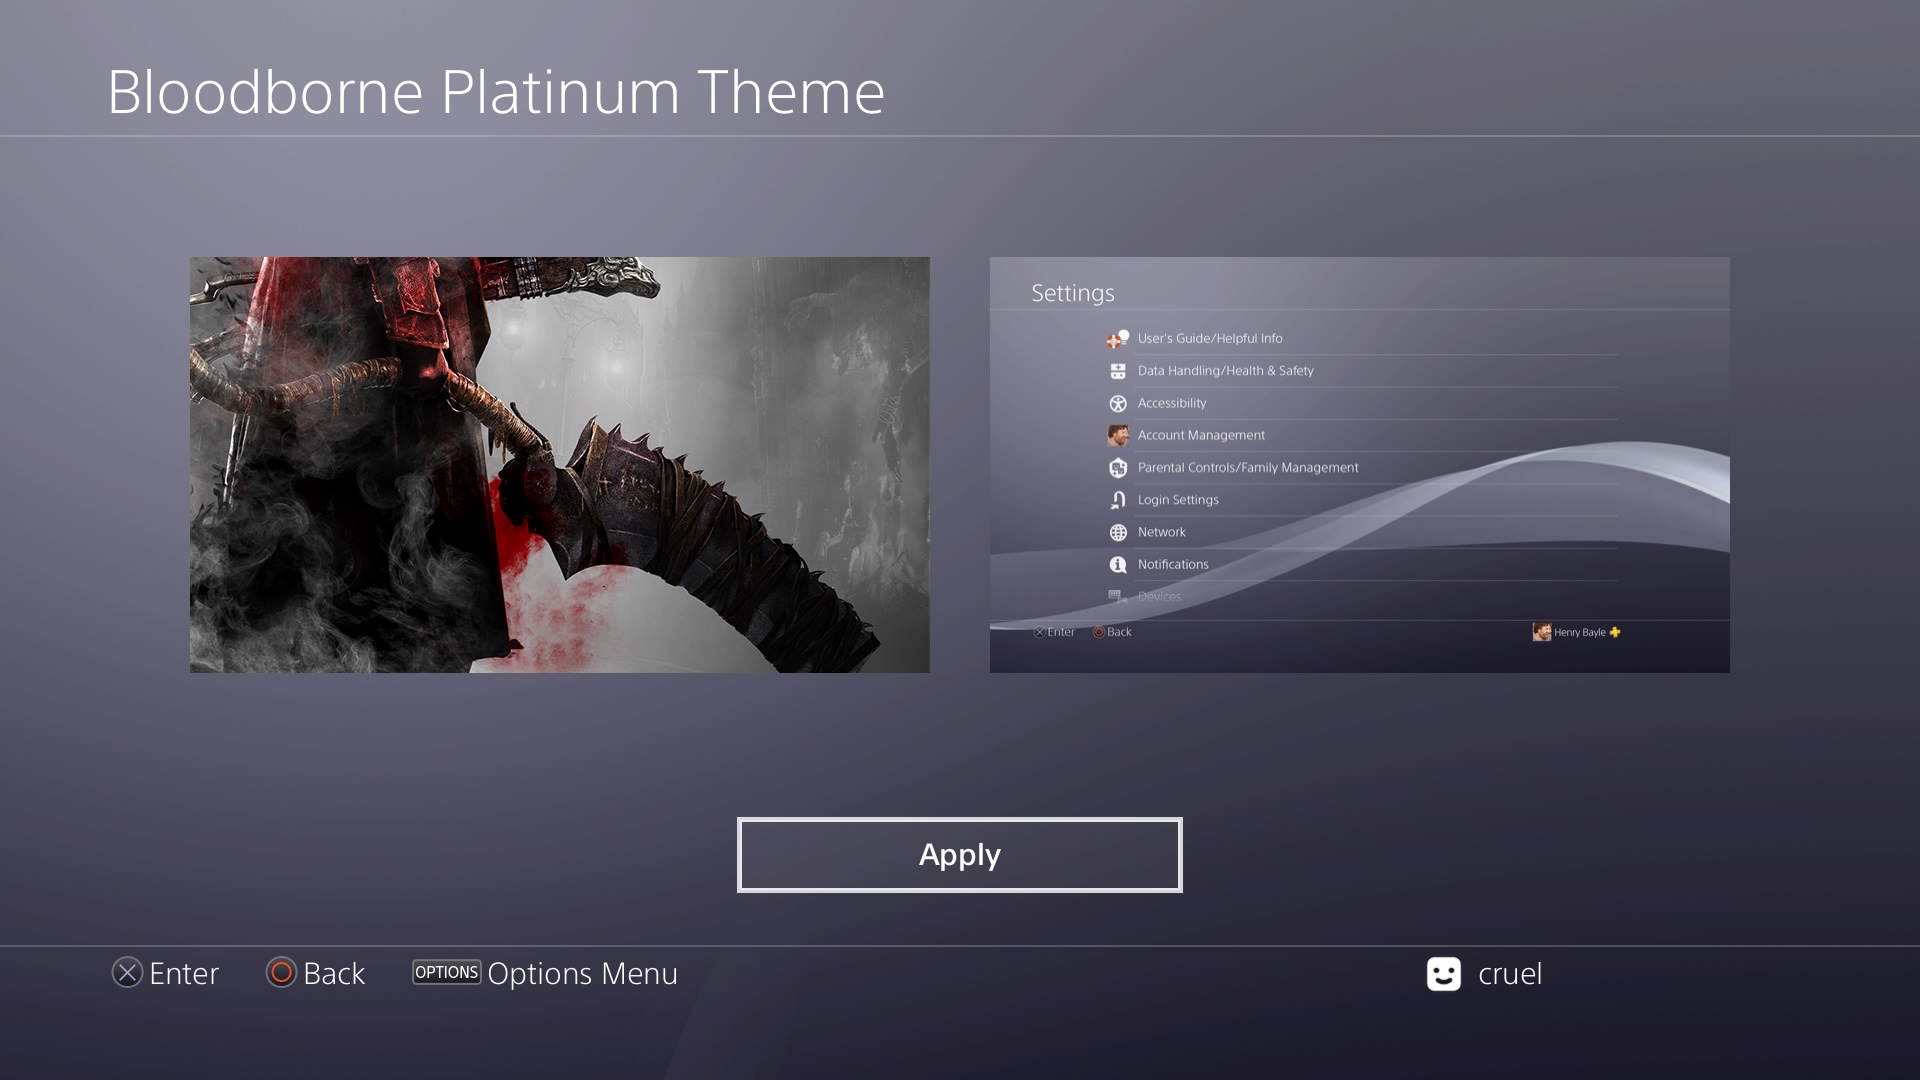 Bloodborne Platinum Theme
Settings
User's Guide/Helpful Info
Data Handling/Health & Safety
Accessibility
Account Management
Parental Controls/Family Management
Login Settings
Network
Notifications
Devices
Enter Back Henry Bayle
Apply
Enter Back OPTIONS Options Menu cruel